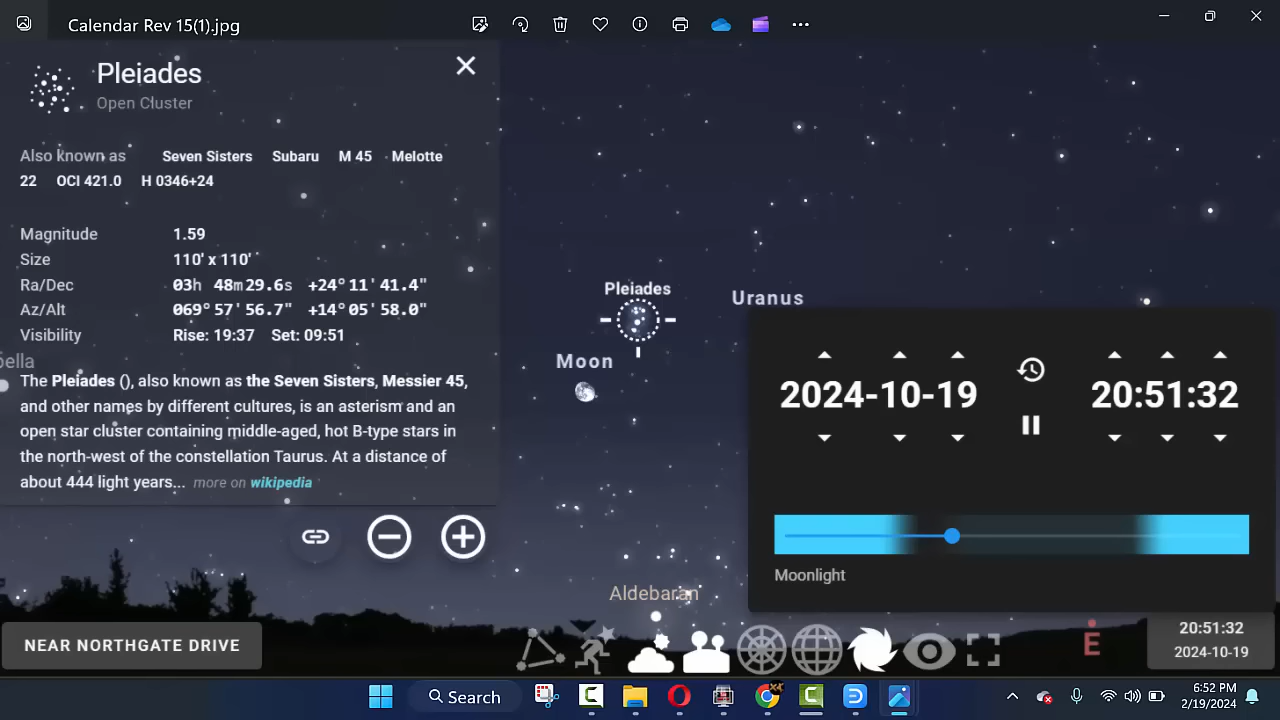 Calendar Rev 15(1).jpg
Pleiades
Open Cluster
Also known as Seven Sisters Subaru M 45 Melotte
22 OCl 421.0 H 0346+24
Magnitude 1.59
Size 110' x 110'
Ra/Dec 03h 48m29.6s +24°11'41.4"
Az/Alt 069°57'56.7" +14°05'58.0"
Visibility Rise: 19:37 Set: 09:51
ella
The Pleiades (), also known as the Seven Sisters, Messier 45,
and other names by different cultures, is an asterism and an
open star cluster containing middle-aged, hot B-type stars in
the north-west of the constellation Taurus. At a distance of
about 444 light years... more on wikipedia
Pleiades
Uranus
Moon
Aldebaran
2024-10-19 20:51:32
Moonlight
NEAR NORTHGATE DRIVE
E
20:51:32
2024-10-19
Search
6:52 PM
2/19/2024